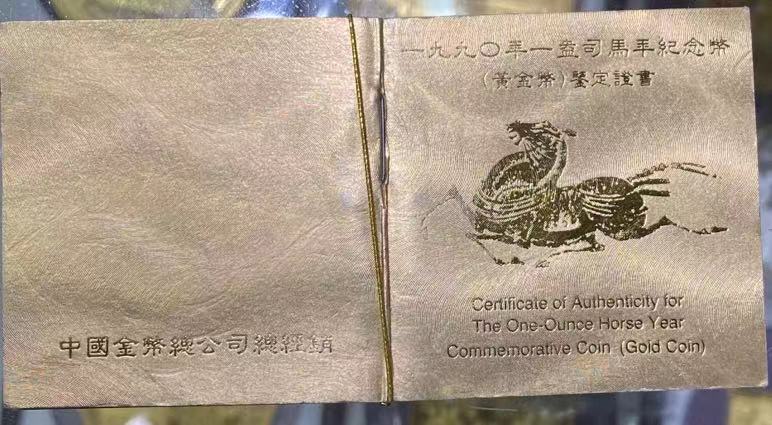 一九九〇年一盎司馬年紀念幣
(黃金幣)鑒定證書
Certificate of Authenticity for
The One-Ounce Horse Year
Commemorative Coin (Gold Coin)
中國金幣總公司總經銷